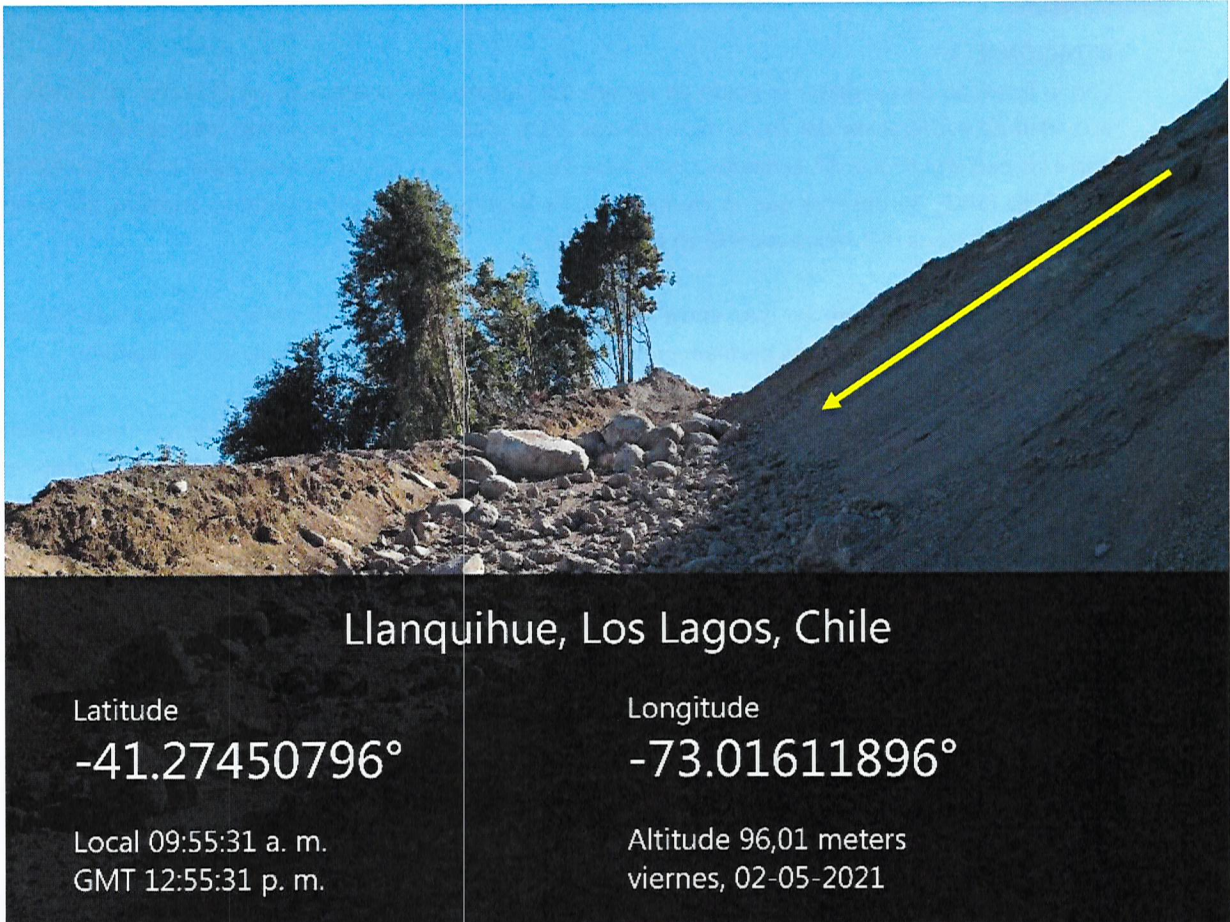 Llanquihue, Los Lagos, Chile
Latitude
-41.27450796°
Longitude
-73.01611896°
Local 09:55:31 a. m.
GMT 12:55:31 p. m.
Altitude 96,01 meters
viernes, 02-05-2021